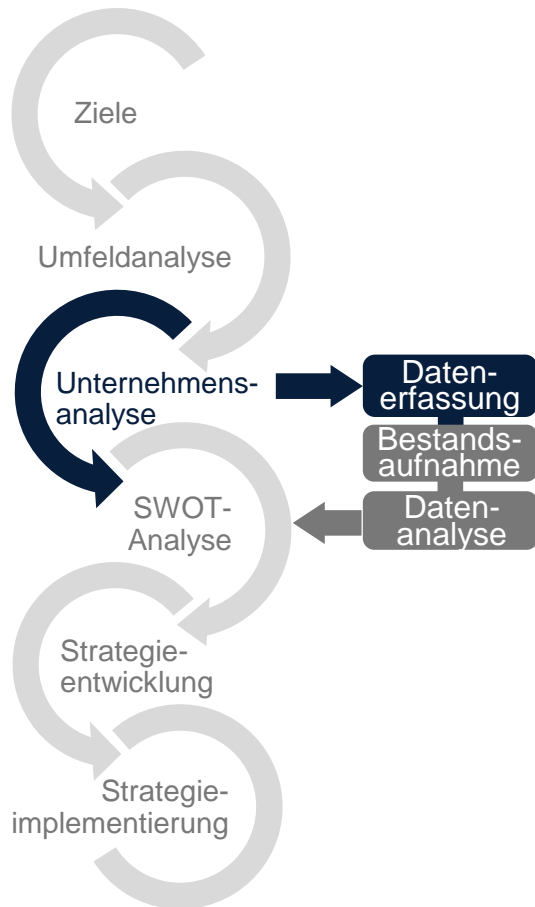 Ziele
Umfeldanalyse
Unternehmens-
analyse
Daten-
erfassung
Bestands-
aufnahme
Daten-
analyse
SWOT-
Analyse
Strategie-
entwicklung
Strategie-
implementierung